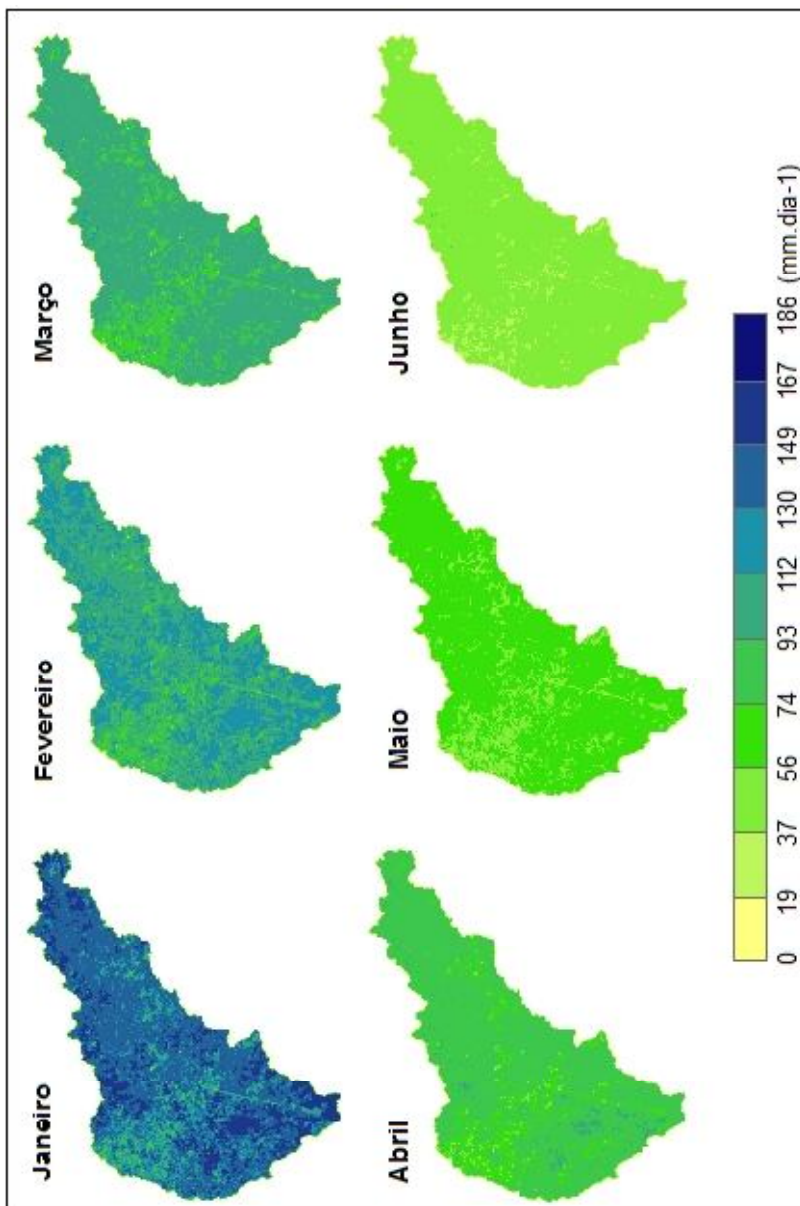 Janeiro
Fevereiro
Março
Abril
Maio
Junho
0 19 37 56 74 93 112 130 149 167 186 (mm.dia-1)